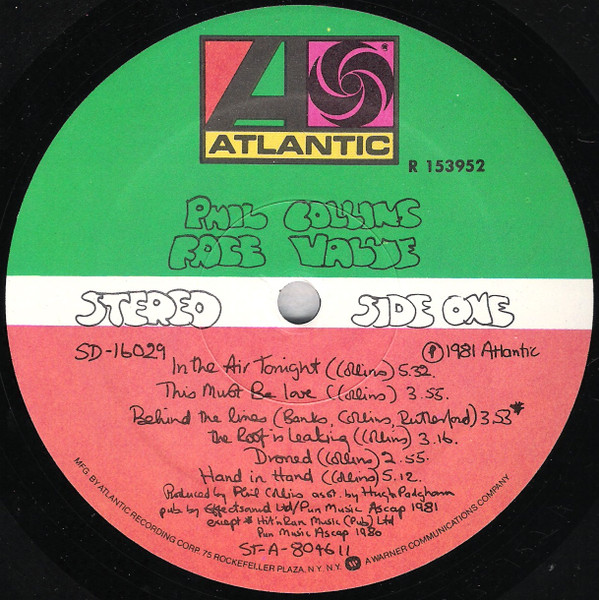 ATLANTIC
R 153952
PHIL COLLINS
FACE VALUE
STEREO SIDE ONE
SD-16029 ℗ 1981 Atlantic
In the Air Tonight (Collins) 5.32.
This Must Be Love (Collins) 3.55.
Behind the lines (Banks, Collins, Rutherford) 3.53*
the Roof is Leaking (Collins) 3.16.
Droned (Collins) 2.55.
Hand in Hand (Collins) 5.12.
Produced by Phil Collins asst. by Hugh Padgham
pub by Effectsound Ltd/Pun Music Ascap 1981
except * Hit'n Run Music (Pub) Ltd
Pun Music Ascap 1980
ST-A-804611
MFG. BY ATLANTIC RECORDING CORP. 75 ROCKEFELLER PLAZA, N.Y. N.Y. A WARNER COMMUNICATIONS COMPANY